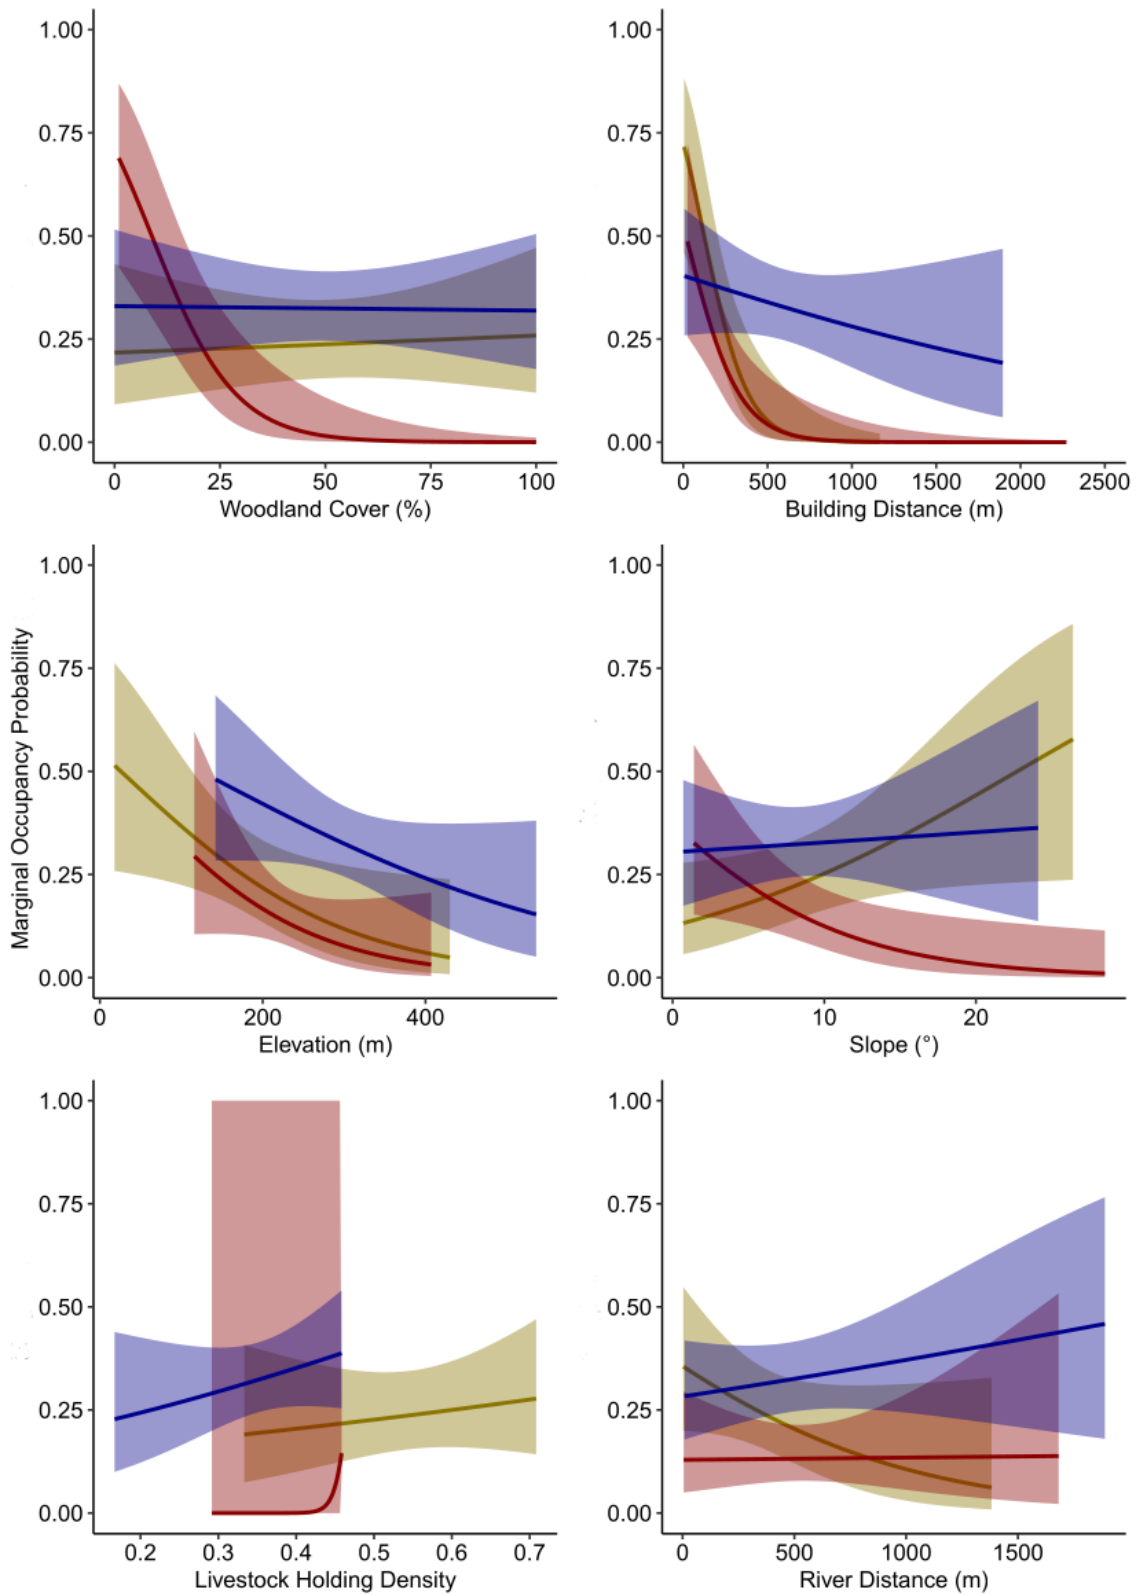 1.00
0.75
0.50
0.25
0.00
0 25 50 75 100
Woodland Cover (%)
1.00
0.75
0.50
0.25
0.00
0 500 1000 1500 2000 2500
Building Distance (m)
Marginal Occupancy Probability
1.00
0.75
0.50
0.25
0.00
0 200 400
Elevation (m)
1.00
0.75
0.50
0.25
0.00
0 10 20
Slope (°)
1.00
0.75
0.50
0.25
0.00
0.2 0.3 0.4 0.5 0.6 0.7
Livestock Holding Density
1.00
0.75
0.50
0.25
0.00
0 500 1000 1500
River Distance (m)